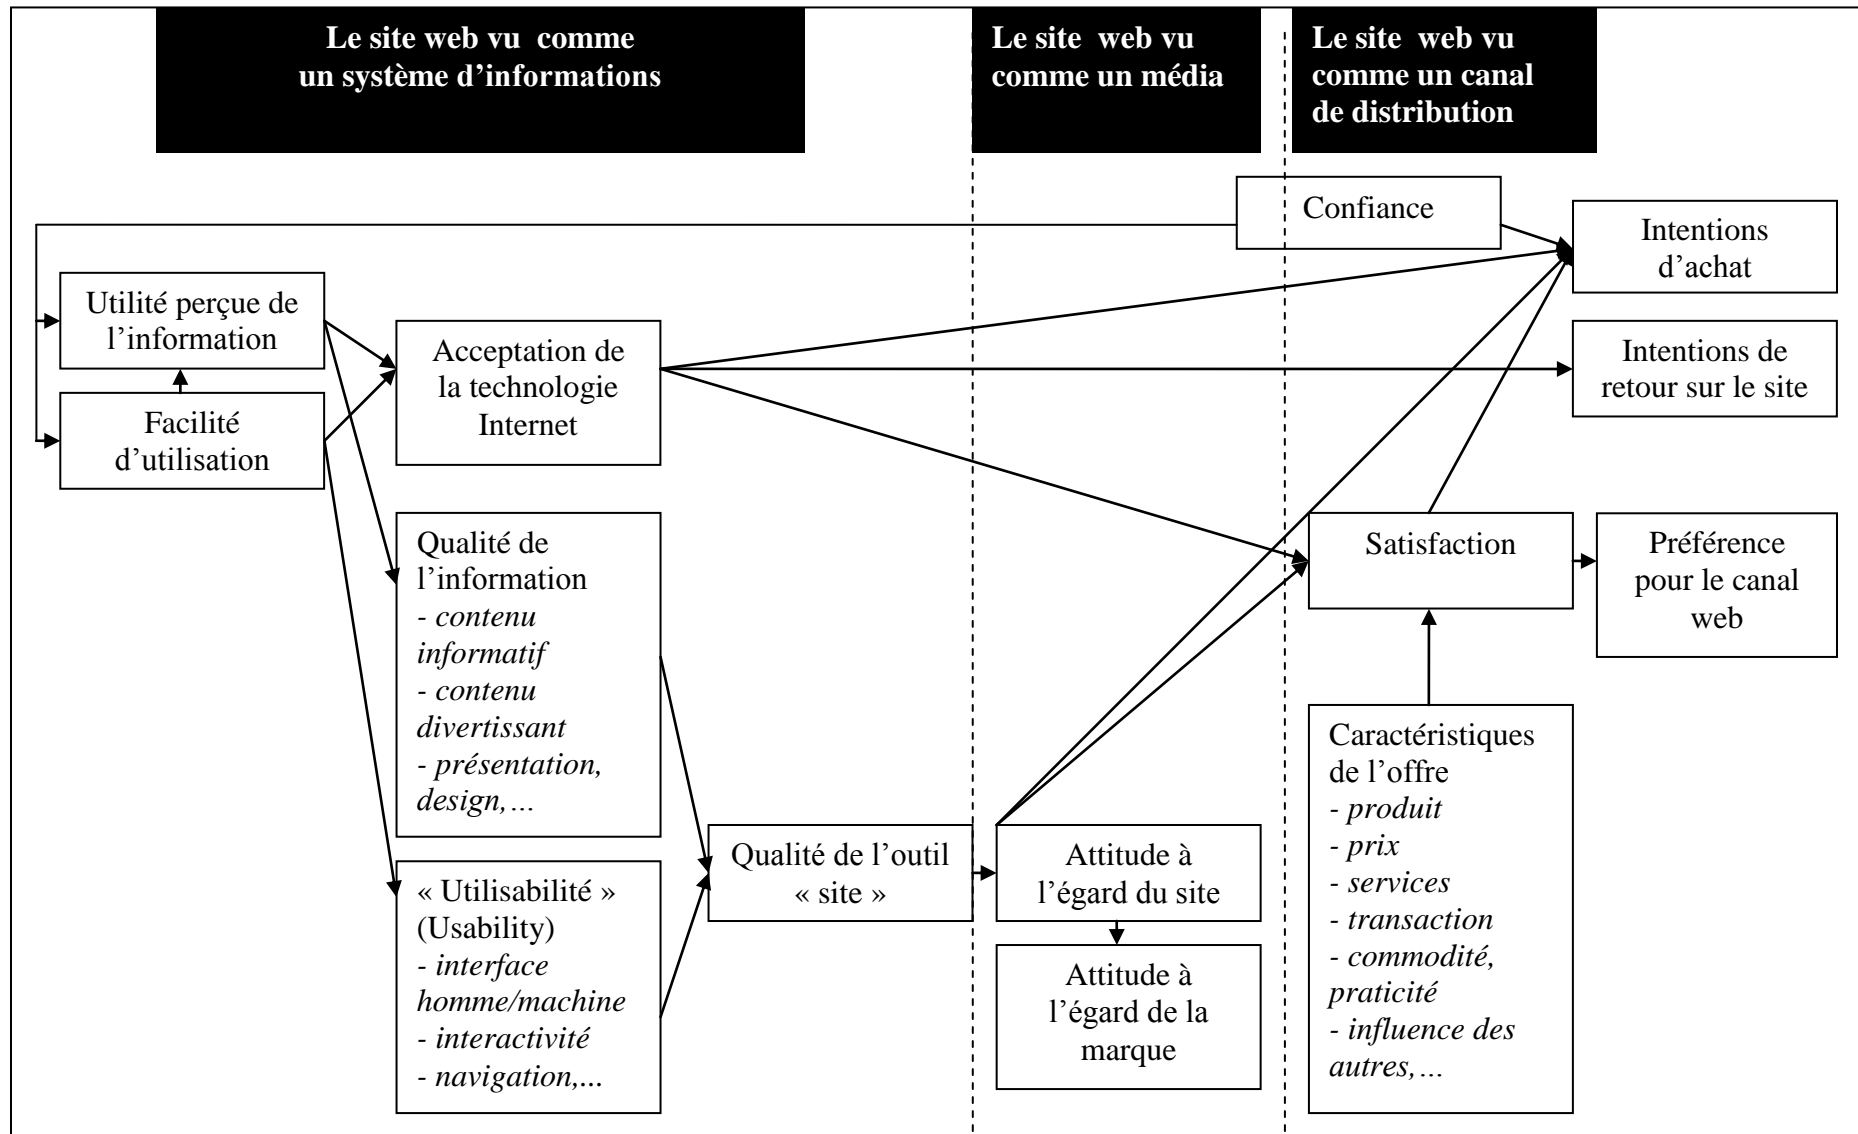 Le site web vu comme
un système d’informations
Le site web vu
comme un média
Le site web vu
comme un canal
de distribution
Confiance
Intentions
d’achat
Utilité perçue de
l’information
Acceptation de
la technologie
Internet
Intentions de
retour sur le site
Facilité
d’utilisation
Qualité de
l’information
- contenu
informatif
- contenu
divertissant
- présentation,
design,…
Satisfaction
Préférence
pour le canal
web
Caractéristiques
de l’offre
- produit
- prix
- services
- transaction
- commodité,
praticité
- influence des
autres,…
« Utilisabilité »
(Usability)
- interface
homme/machine
- interactivité
- navigation,...
Qualité de l’outil
« site »
Attitude à
l’égard du site
Attitude à
l’égard de la
marque